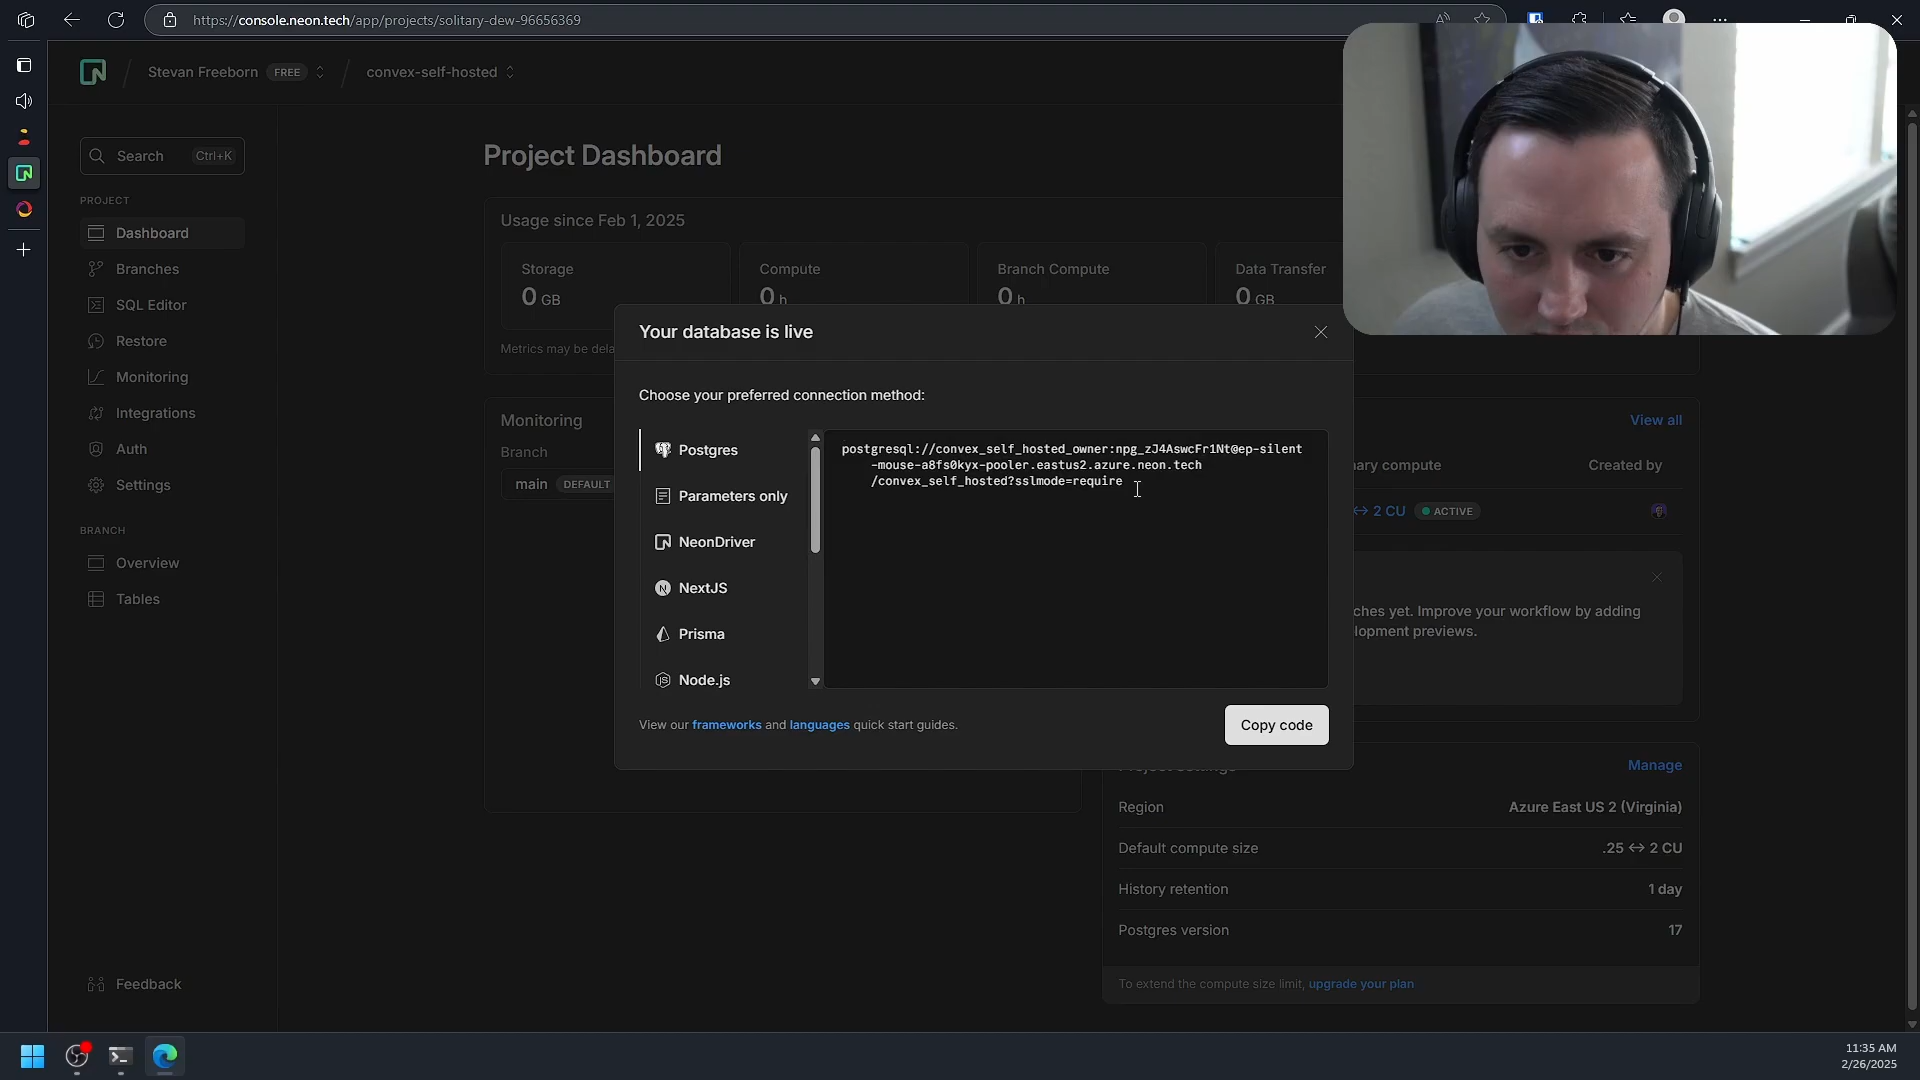 https://console.neon.tech/app/projects/solitary-dew-96656369
Stevan Freeborn FREE
convex-self-hosted
Search Ctrl+K
PROJECT
Dashboard
Branches
SQL Editor
Restore
Monitoring
Integrations
Auth
Settings
BRANCH
Overview
Tables
Feedback
Project Dashboard
Usage since Feb 1, 2025
Storage
0 GB
Compute
0 h
Branch Compute
0 h
Data Transfer
0 GB
Metrics may be dela
Monitoring
Branch
main DEFAULT
Your database is live
Choose your preferred connection method:
Postgres
Parameters only
NeonDriver
NextJS
Prisma
Node.js
postgresql://convex_self_hosted_owner:npg_zJ4AswcFr1Nt@ep-silent
-mouse-a8fs0kyx-pooler.eastus2.azure.neon.tech
/convex_self_hosted?sslmode=require
View our frameworks and languages quick start guides.
Copy code
View all
ary compute Created by
2 CU ACTIVE
ches yet. Improve your workflow by adding
lopment previews.
Manage
Region Azure East US 2 (Virginia)
Default compute size .25 <-> 2 CU
History retention 1 day
Postgres version 17
To extend the compute size limit, upgrade your plan
11:35 AM
2/26/2025